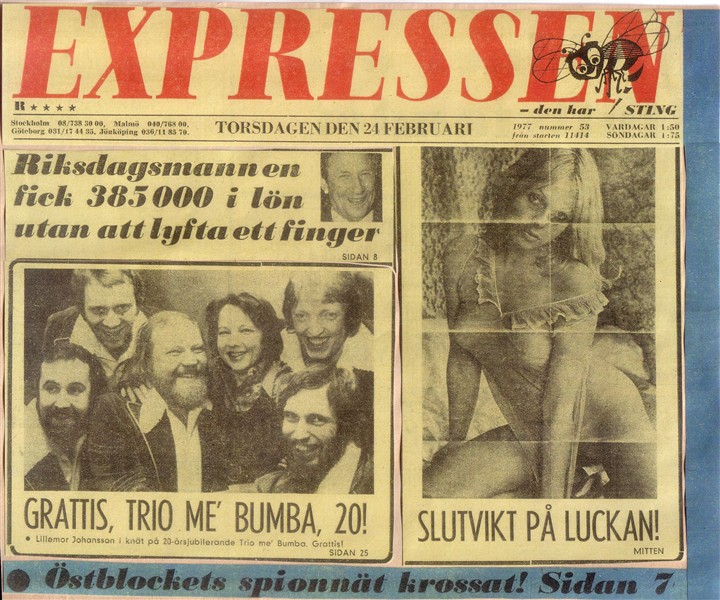 EXPRESSEN
R★★★★
– den har STING
Stockholm 08/738 30 00, Malmö 040/768 00,
Göteborg 031/17 44 35, Jönköping 036/11 85 70.
TORSDAGEN DEN 24 FEBRUARI
1977 nummer 53
från starten 11414
VARDAGAR 1:50
SÖNDAGAR 1:75
Riksdagsmannen
fick 385000 i lön
utan att lyfta ett finger
SIDAN 8
GRATTIS, TRIO ME' BUMBA, 20!
• Lillemor Johansson i knät på 20-årsjubilerande Trio me' Bumba. Grattis!
SIDAN 25
SLUTVIKT PÅ LUCKAN!
MITTEN
● Östblockets spionnät krossat! Sidan 7